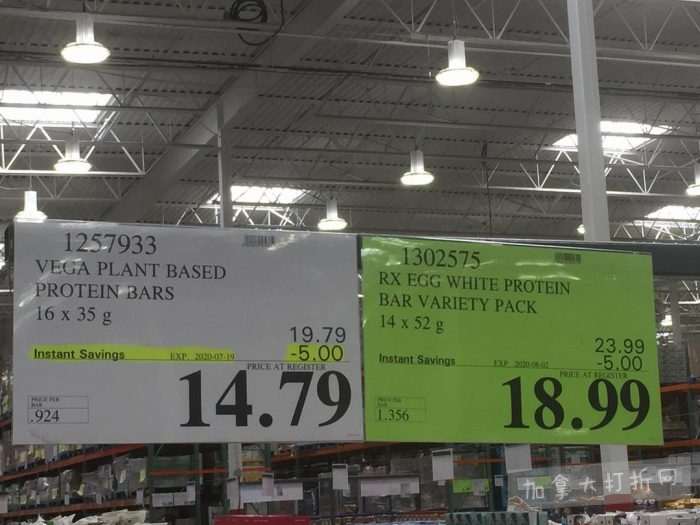 1257933
VEGA PLANT BASED
PROTEIN BARS
16 x 35 g
19.79
Instant Savings EXP. 2020-07-19 -5.00
PRICE AT REGISTER
PRICE PER
BAR
.924
14.79
1302575
RX EGG WHITE PROTEIN
BAR VARIETY PACK
14 x 52 g
23.99
Instant Savings EXP. 2020-08-02 -5.00
PRICE AT REGISTER
PRICE PER
BAR
1.356
18.99
加拿大打折网